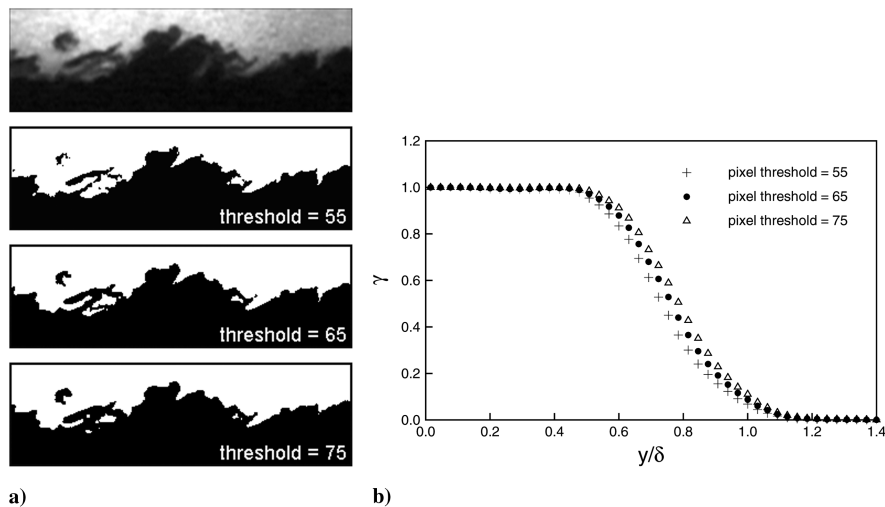 threshold = 55
threshold = 65
threshold = 75
a)
1.2
1.0
0.8
0.6
0.4
0.2
0.0
γ
0.0 0.2 0.4 0.6 0.8 1.0 1.2 1.4
y/δ
pixel threshold = 55
pixel threshold = 65
pixel threshold = 75
b)